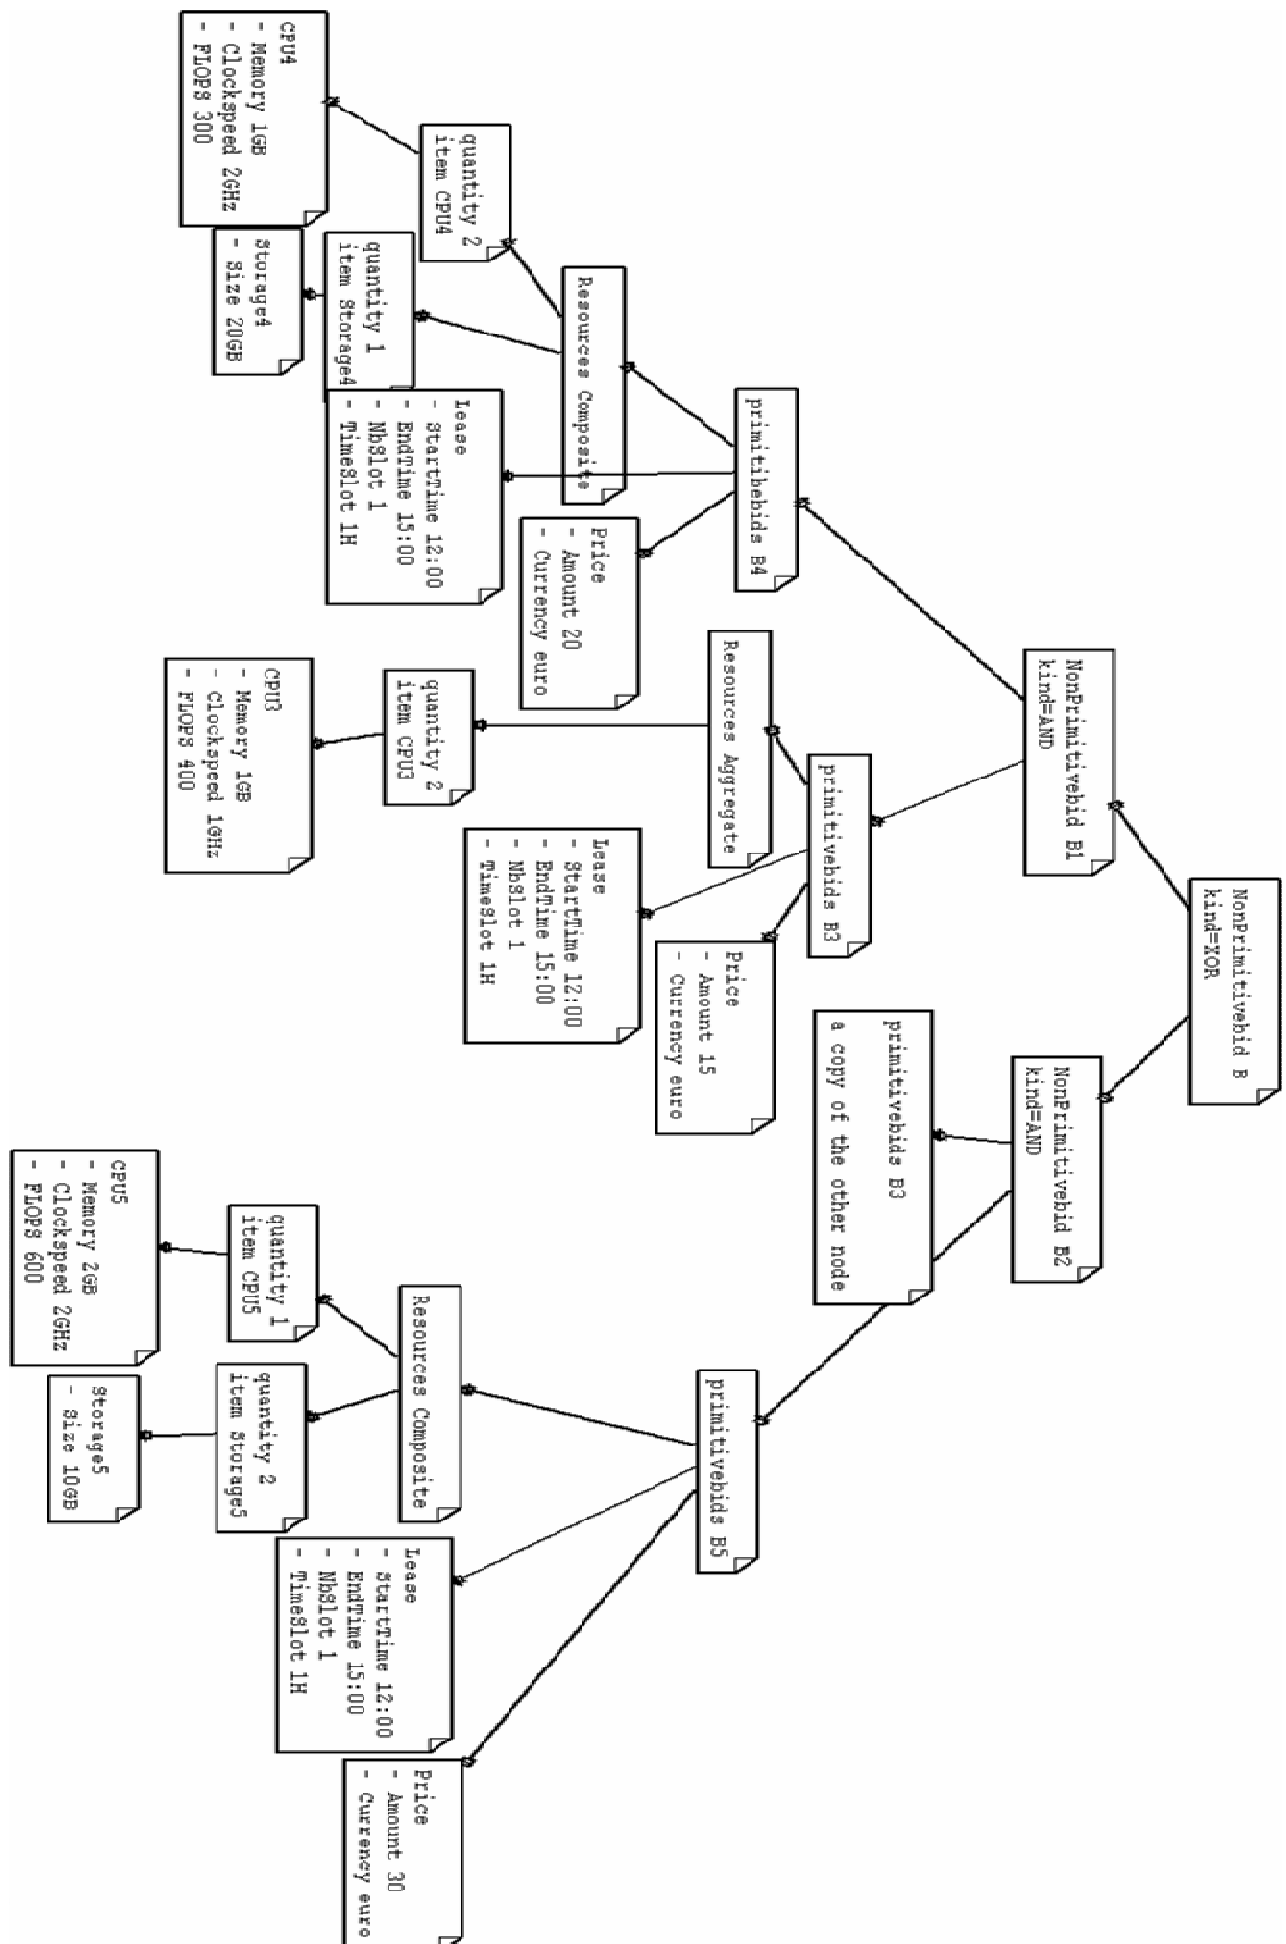 NonPrimitivebid B
kind=XOR
NonPrimitivebid B1
kind=AND
NonPrimitivebid B2
kind=AND
primitibebids B4
primitivebids B3
primitivebids B3
a copy of the other node
primitivebids B5
Resources Composite
Lease
- StartTime 12:00
- EndTime 15:00
- NbSlot 1
- TimeSlot 1H
Price
- Amount 20
- Currency euro
Resources Aggregate
Lease
- StartTime 12:00
- EndTime 15:00
- NbSlot 1
- TimeSlot 1H
Price
- Amount 15
- Currency euro
Resources Composite
Lease
- StartTime 12:00
- EndTime 15:00
- NbSlot 1
- TimeSlot 1H
Price
- Amount 30
- Currency euro
quantity 2
item CPU4
quantity 1
item Storage4
quantity 2
item CPU3
quantity 1
item CPU5
quantity 2
item Storage5
CPU4
- Memory 1GB
- Clockspeed 2GHz
- FLOPS 300
Storage4
- Size 20GB
CPU3
- Memory 1GB
- Clockspeed 1GHz
- FLOPS 400
CPU5
- Memory 2GB
- Clockspeed 2GHz
- FLOPS 600
Storage5
- Size 10GB